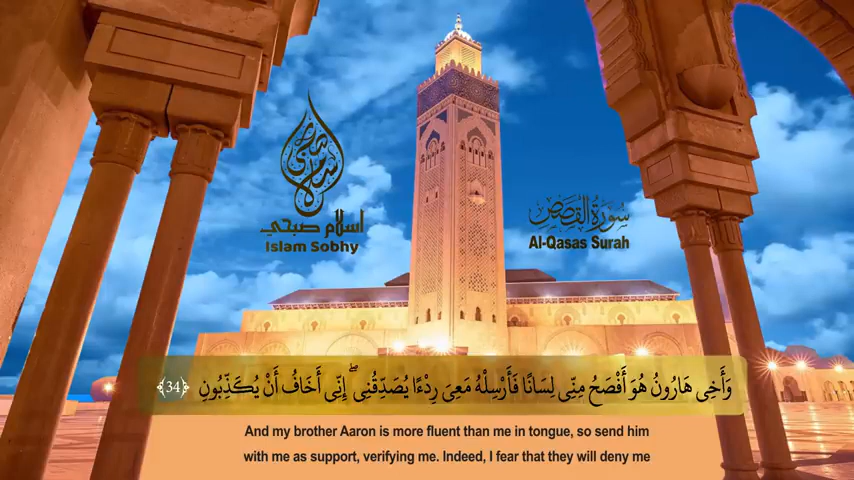 اسلام صبحي
Islam Sobhy
سورة القصص
Al-Qasas Surah
وَأَخِى هَارُونُ هُوَ أَفْصَحُ مِنِّى لِسَانًا فَأَرْسِلْهُ مَعِىَ رِدْءًا يُصَدِّقُنِىٓ ۖ إِنِّىٓ أَخَافُ أَنْ يُكَذِّبُونِ ﴿34﴾
And my brother Aaron is more fluent than me in tongue, so send him
with me as support, verifying me. Indeed, I fear that they will deny me